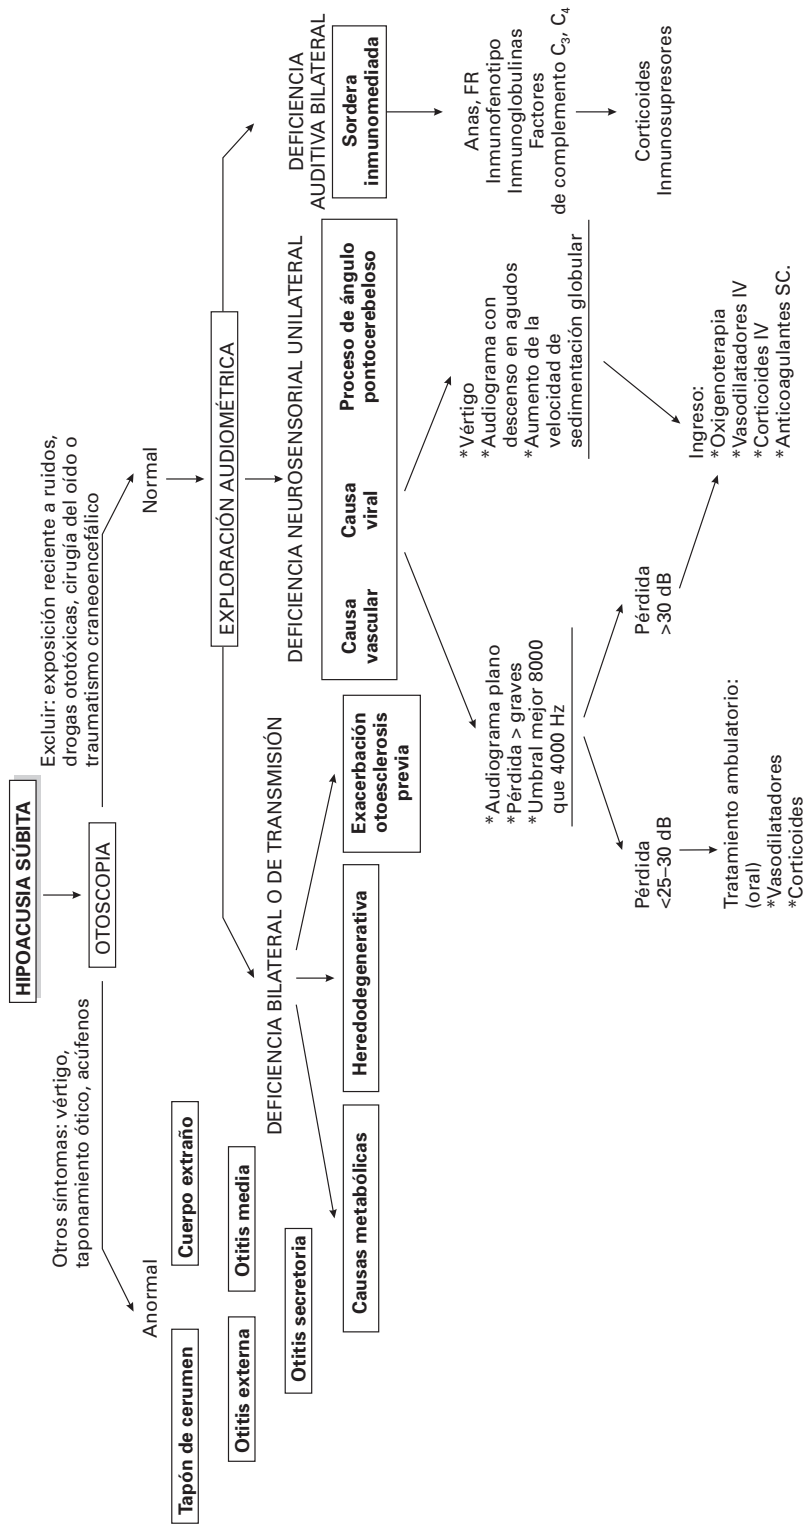 HIPOACUSIA SÚBITA
OTOSCOPIA
Otros síntomas: vértigo,
taponamiento ótico, acúfenos
Excluir: exposición reciente a ruidos,
drogas ototóxicas, cirugía del oído o
traumatismo craneoencefálico
Anormal
Normal
Tapón de cerumen
Cuerpo extraño
Otitis externa
Otitis media
Otitis secretoria
EXPLORACIÓN AUDIOMÉTRICA
DEFICIENCIA BILATERAL O DE TRANSMISIÓN
Causas metabólicas
Heredodegenerativa
Exacerbación
otoesclerosis
previa
DEFICIENCIA NEUROSENSORIAL UNILATERAL
Causa
vascular
Causa
viral
Proceso de ángulo
pontocerebeloso
DEFICIENCIA
AUDITIVA BILATERAL
Sordera
inmunomediada
*Audiograma plano
*Pérdida > graves
*Umbral mejor 8000
que 4000 Hz
*Vértigo
*Audiograma con
descenso en agudos
*Aumento de la
velocidad de
sedimentación globular
Anas, FR
Inmunofenotipo
Inmunoglobulinas
Factores
de complemento C₃, C₄
Corticoides
Inmunosupresores
Pérdida
<25–30 dB
Pérdida
>30 dB
Tratamiento ambulatorio:
(oral)
*Vasodilatadores
*Corticoides
Ingreso:
*Oxigenoterapia
*Vasodilatadores IV
*Corticoides IV
*Anticoagulantes SC.